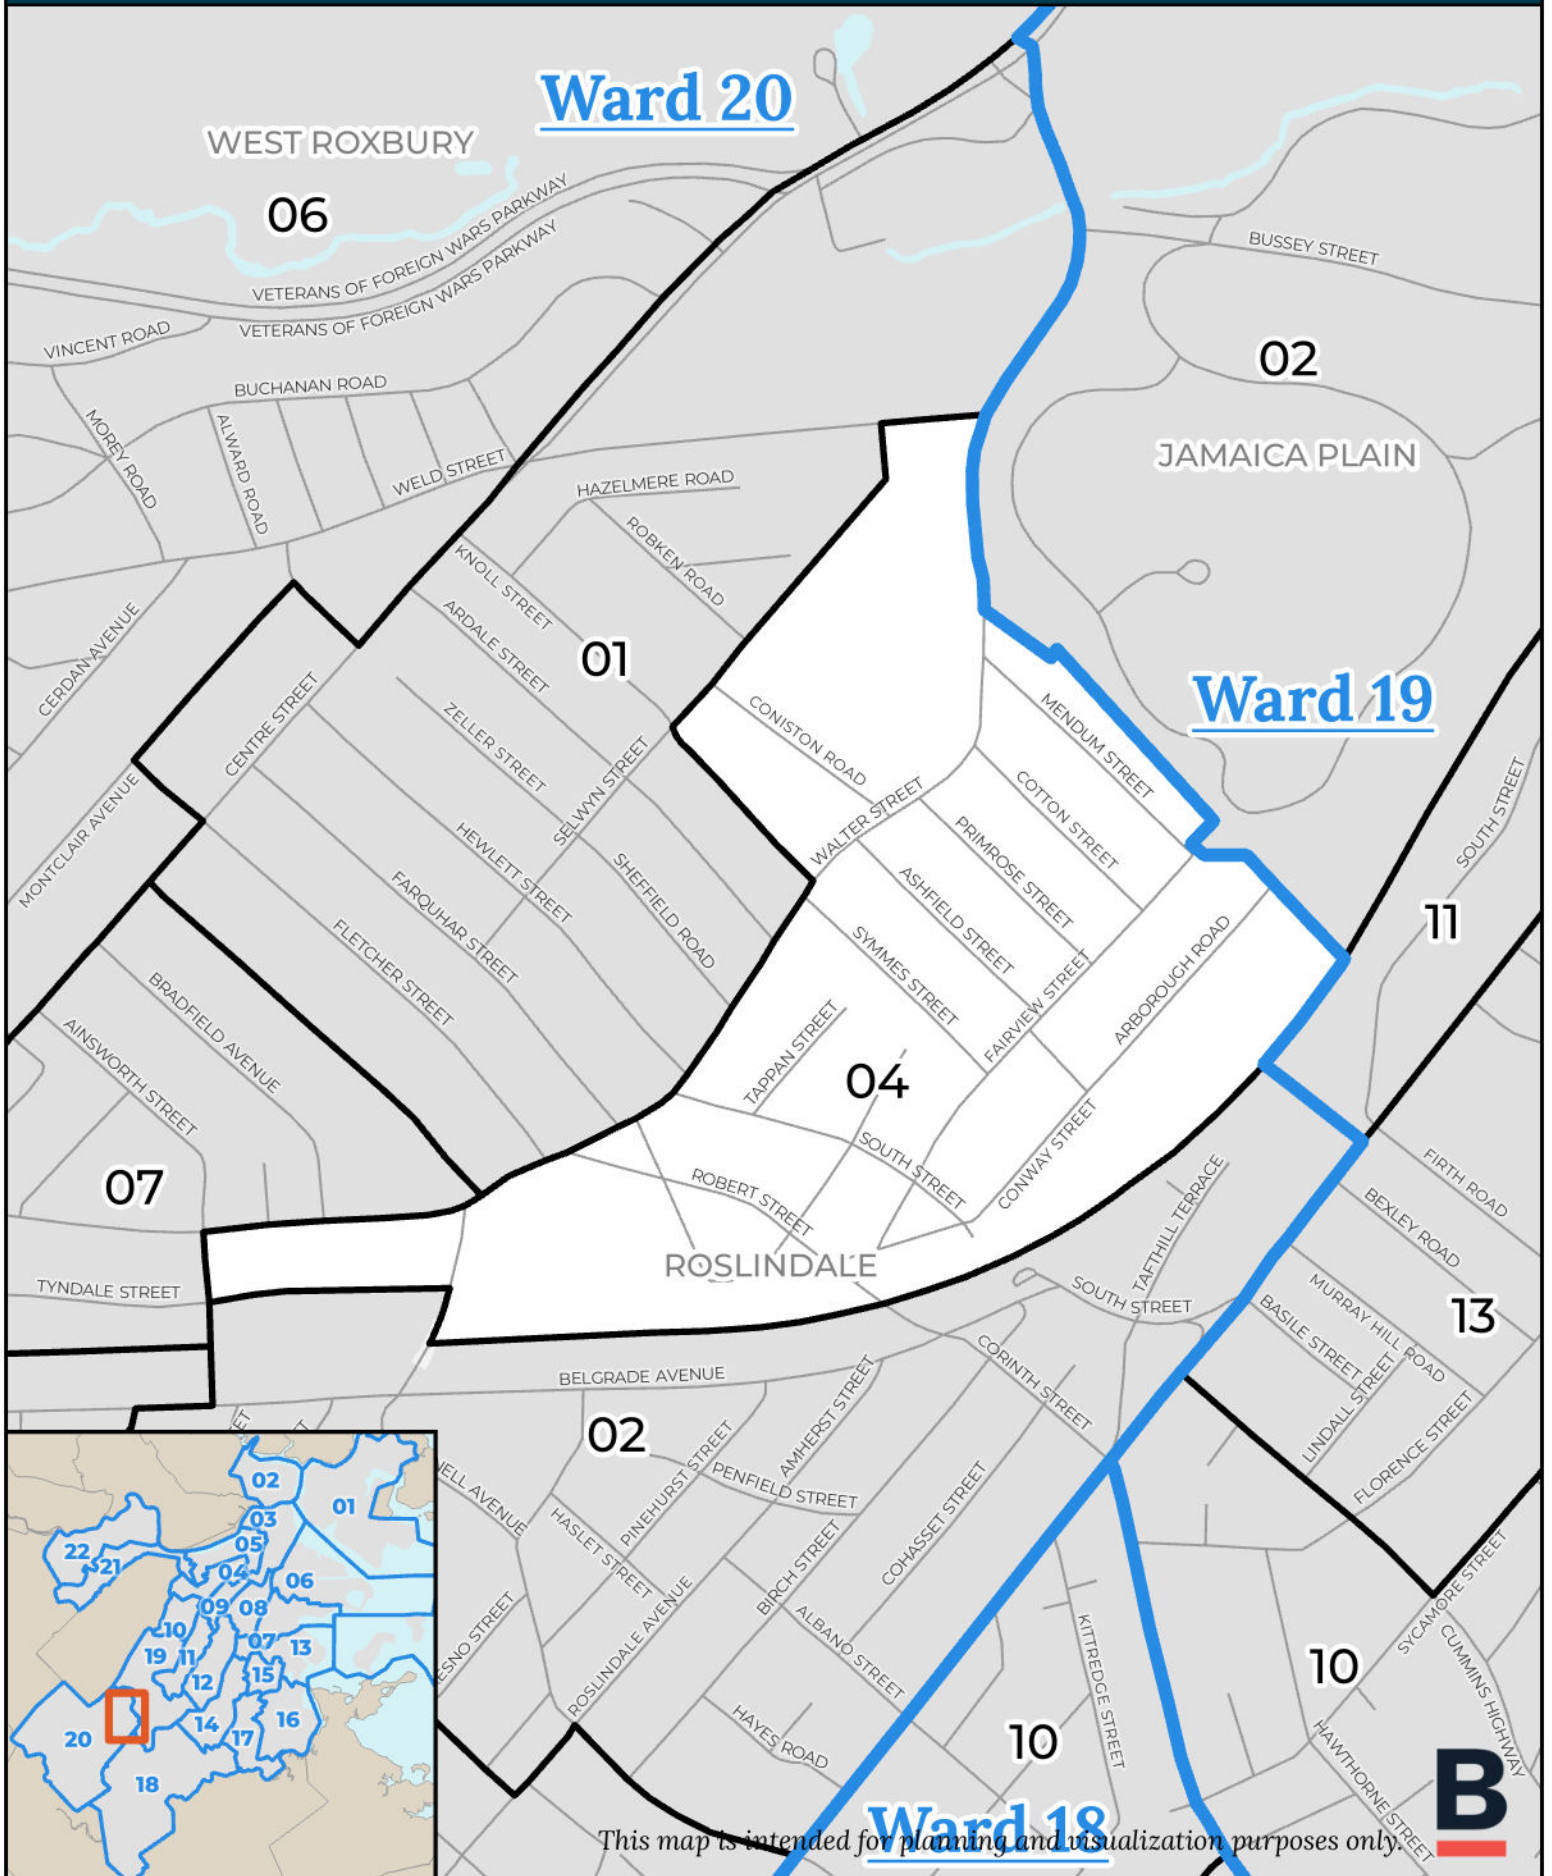 Ward 20
WEST ROXBURY
06
VETERANS OF FOREIGN WARS PARKWAY
VETERANS OF FOREIGN WARS PARKWAY
BUSSEY STREET
VINCENT ROAD
02
BUCHANAN ROAD
MOREY ROAD
ALWARD ROAD
WELD STREET
JAMAICA PLAIN
HAZELMERE ROAD
ROBKEN ROAD
KNOLL STREET
ARDALE STREET
CERDAN AVENUE
01
CENTRE STREET
ZELLER STREET
SELWYN STREET
CONISTON ROAD
MENDUM STREET
Ward 19
COTTON STREET
WALTER STREET
PRIMROSE STREET
SOUTH STREET
MONTCLAIR AVENUE
HEWLETT STREET
SHEFFIELD ROAD
FARQUHAR STREET
ASHFIELD STREET
11
FLETCHER STREET
SYMMES STREET
FAIRVIEW STREET
ARBOROUGH ROAD
BRADFIELD AVENUE
AINSWORTH STREET
TAPPAN STREET
04
07
SOUTH STREET
CONWAY STREET
ROBERT STREET
TAFTHILL TERRACE
FIRTH ROAD
BEXLEY ROAD
ROSLINDALE
TYNDALE STREET
SOUTH STREET
MURRAY HILL ROAD
BASILE STREET
13
CORINTH STREET
BELGRADE AVENUE
LINDALL STREET
FLORENCE STREET
02
AMHERST STREET
PINEHURST STREET
PENFIELD STREET
HASLET STREET
COHASSET STREET
BIRCH STREET
ROSLINDALE AVENUE
ALBANO STREET
KITTREDGE STREET
SYCAMORE STREET
CUMMINS HIGHWAY
10
HAYES ROAD
10
HAWTHORNE STREET
B
Ward 18
This map is intended for planning and visualization purposes only.
02
01
03
05
22
21
04
06
09
08
10
07
13
19
11
12
15
14
16
17
20
18